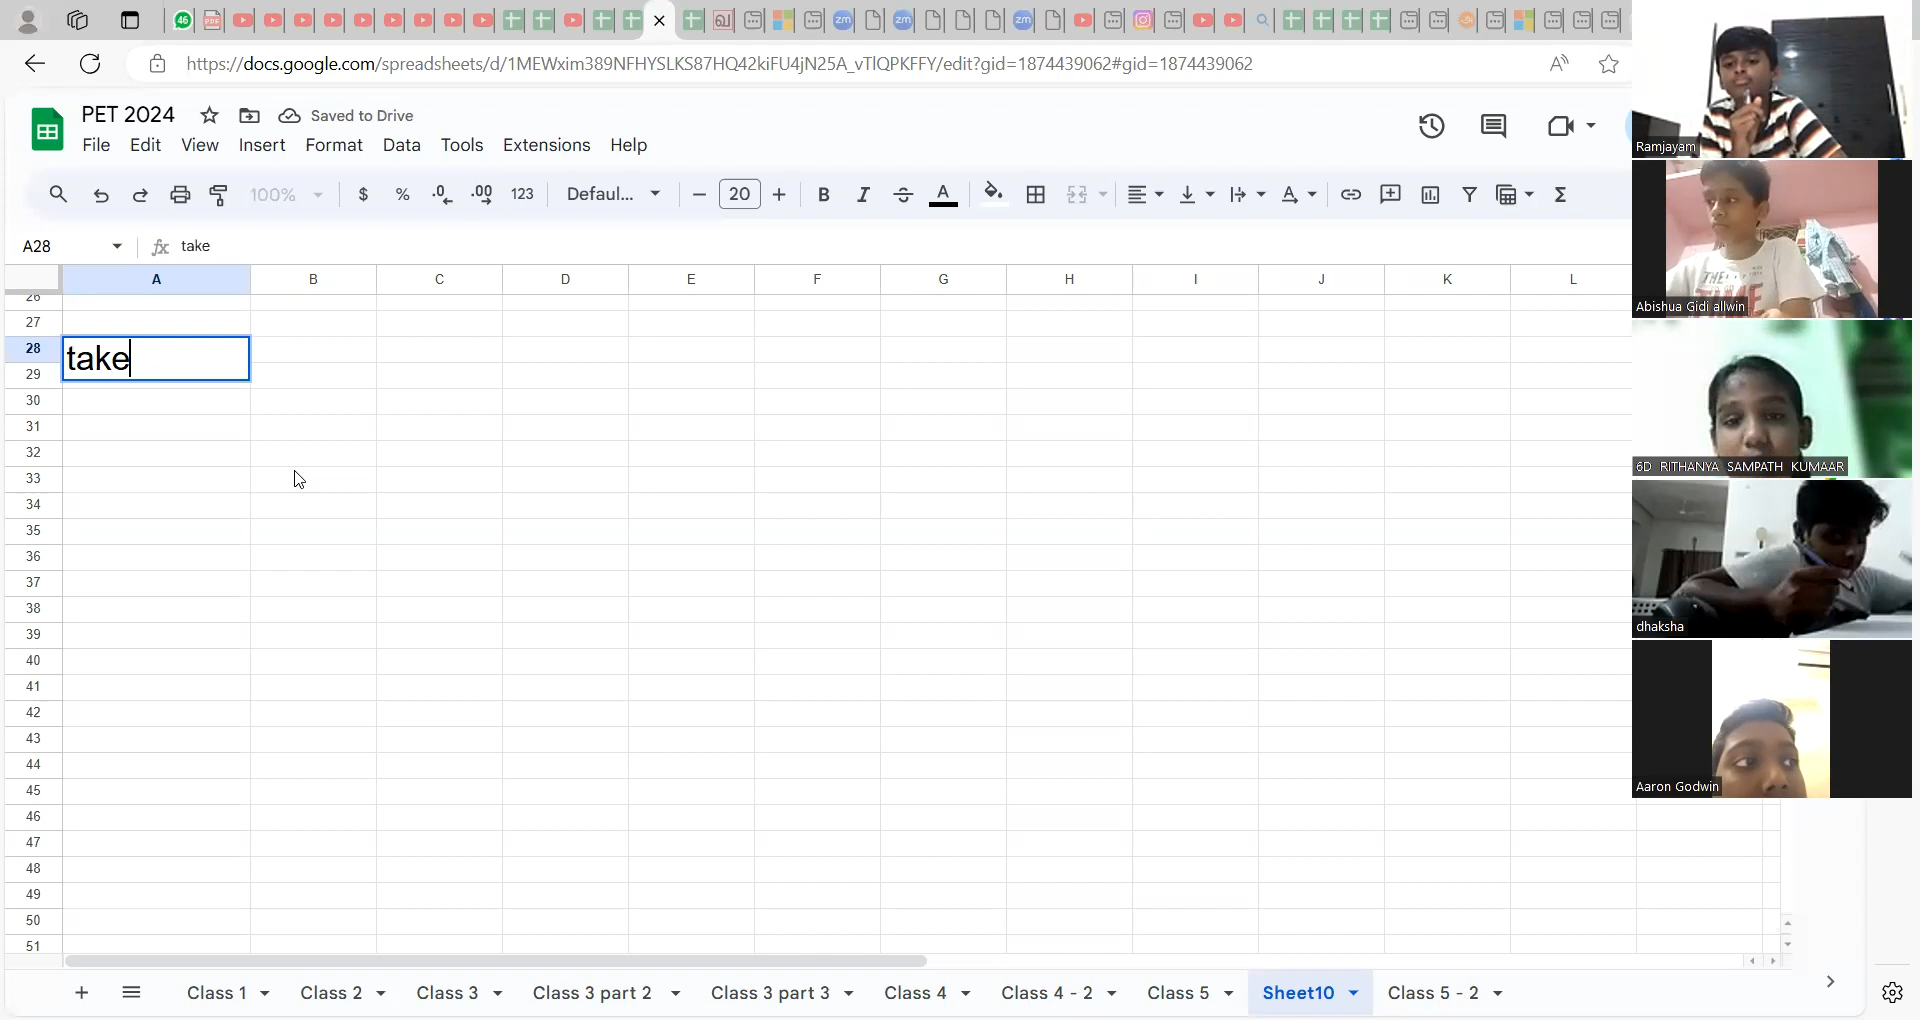 46
https://docs.google.com/spreadsheets/d/1MEWxim389NFHYSLKS87HQ42kiFU4jN25A_vTlQPKFFY/edit?gid=1874439062#gid=1874439062
PET 2024
Saved to Drive
File Edit View Insert Format Data Tools Extensions Help
100% $ % .0 .00 123 Defaul... 20 B I S A
A28 fx take
A B C D E F G H I J K L
26
27
28 take
29
30
31
32
33
34
35
36
37
38
39
40
41
42
43
44
45
46
47
48
49
50
51
Class 1 Class 2 Class 3 Class 3 part 2 Class 3 part 3 Class 4 Class 4 - 2 Class 5 Sheet10 Class 5 - 2
Ramjayam
THE
TIME
Abishua Gidi allwin
6D RITHANYA SAMPATH KUMAAR
dhaksha
Aaron Godwin